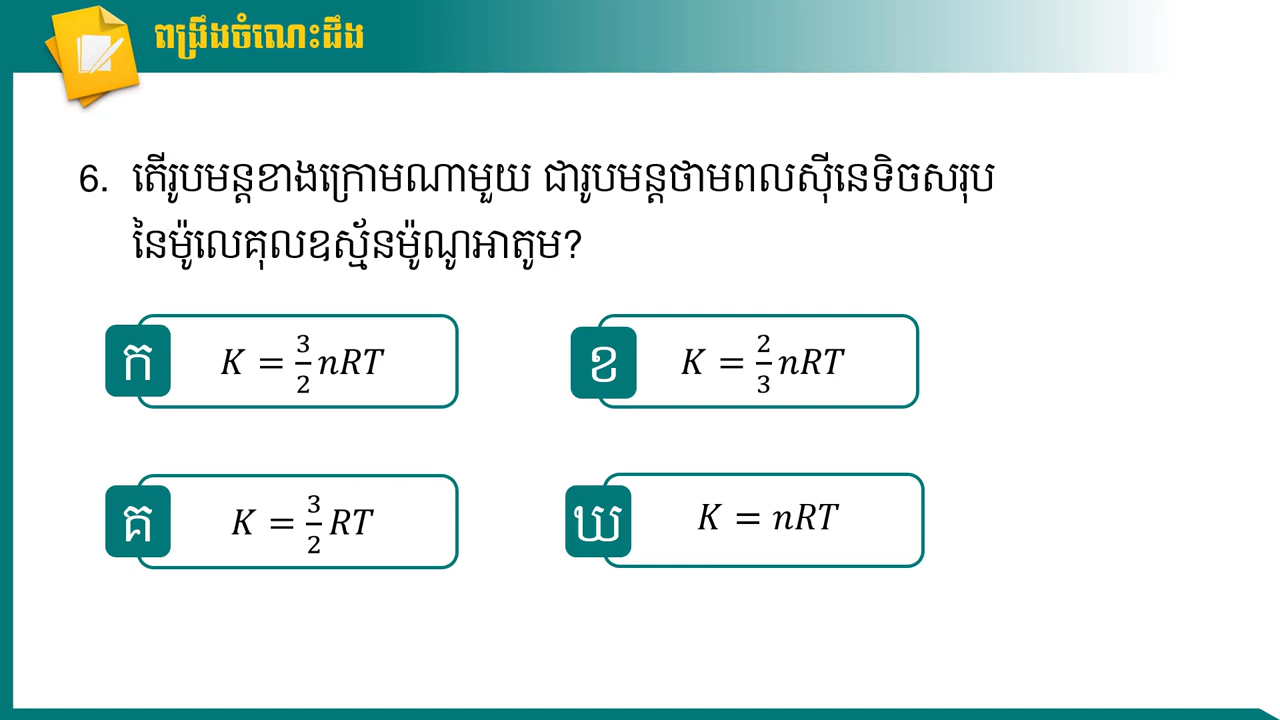 ពង្រឹងចំណេះដឹង
6. តើរូបមន្តខាងក្រោមណាមួយ ជារូបមន្តថាមពលស៊ីនេទិចសរុប
នៃម៉ូលេគុលឧស្ម័នម៉ូណូអាតូម?
ក K = 3/2 nRT
ខ K = 2/3 nRT
គ K = 3/2 RT
ឃ K = nRT